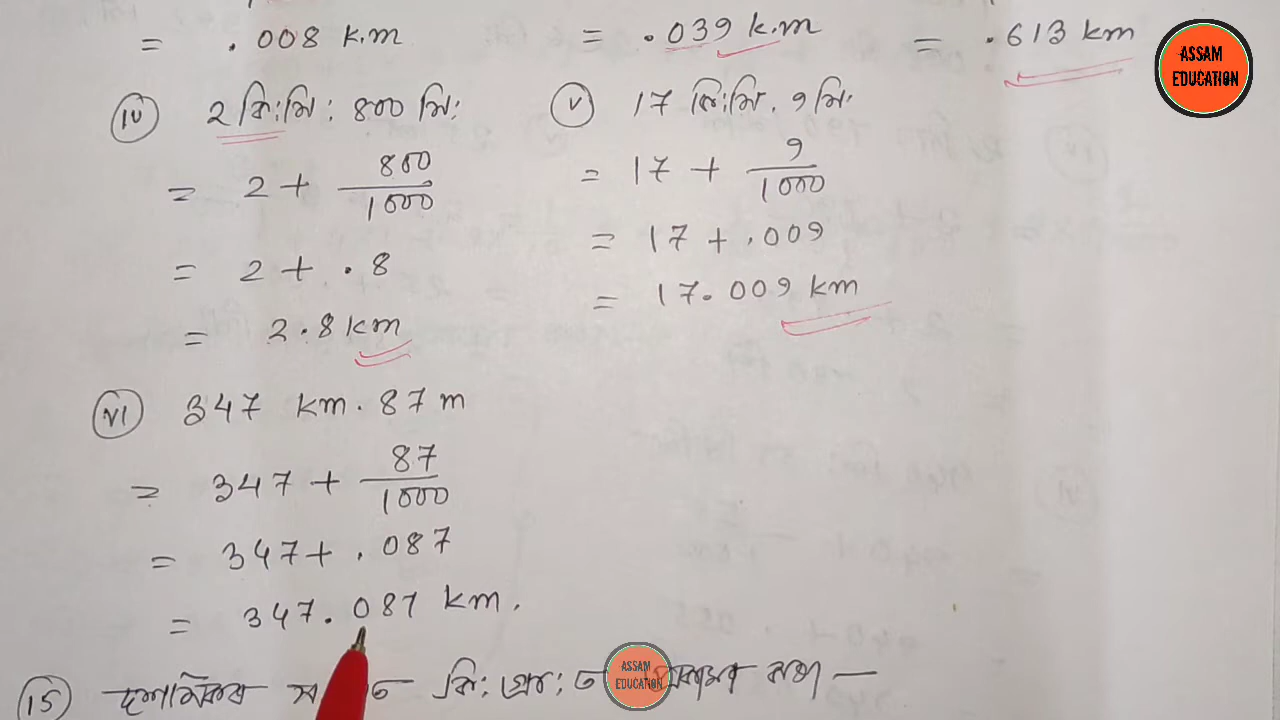 = .008 k.m
= .039 k.m
= .613 km
ASSAM
EDUCATION
iv 2 কি:মি: 800 মি:
= 2 + 800/1000
= 2 + .8
= 2.8 km
v 17 কি:মি. 9 মি.
= 17 + 9/1000
= 17 + .009
= 17.009 km
vi 347 km. 87 m
= 347 + 87/1000
= 347 + .087
= 347.087 km.
15) কি: গ্ৰা: ত —
ASSAM
EDUCATION